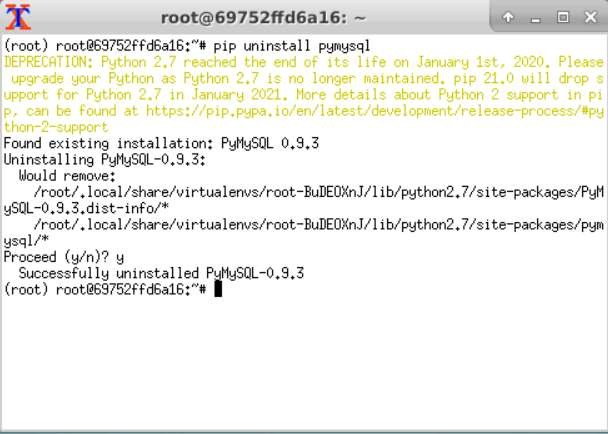 root@69752ffd6a16: ~
(root) root@69752ffd6a16:~# pip uninstall pymysql
DEPRECATION: Python 2.7 reached the end of its life on January 1st, 2020. Please
 upgrade your Python as Python 2.7 is no longer maintained. pip 21.0 will drop s
upport for Python 2.7 in January 2021. More details about Python 2 support in pi
p, can be found at https://pip.pypa.io/en/latest/development/release-process/#py
thon-2-support
Found existing installation: PyMySQL 0.9.3
Uninstalling PyMySQL-0.9.3:
  Would remove:
    /root/.local/share/virtualenvs/root-BuDEOXnJ/lib/python2.7/site-packages/PyM
ySQL-0.9.3.dist-info/*
    /root/.local/share/virtualenvs/root-BuDEOXnJ/lib/python2.7/site-packages/pym
ysql/*
Proceed (y/n)? y
  Successfully uninstalled PyMySQL-0.9.3
(root) root@69752ffd6a16:~#